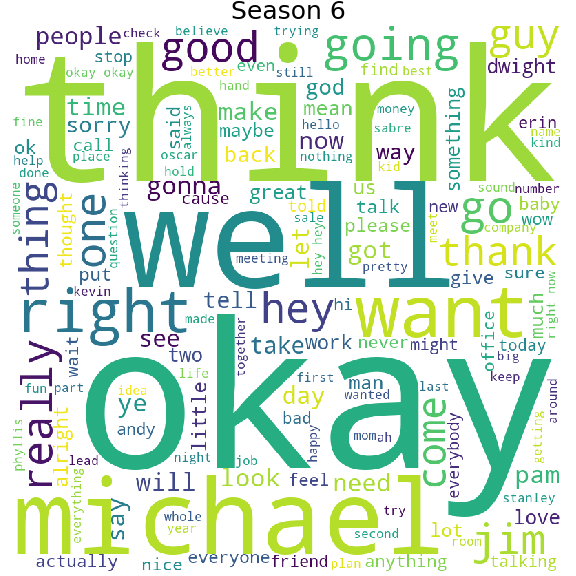 Season 6
people check believe trying guy
home stop good going
okay okay better even still find best dwight
think
fine time hand god
make mean something
ok sorry said always maybe now money erin
help call hello name
done place oscar back nothing sabre way kind
hold kid
someone thing thought one question thinking gonna great us sound number
cause told talk new go baby
well sale let hey hey please meet wow
company
put meeting got thank
kevin pretty give sure
right tell hey hi want much right now
made
wait see together take work never might office today
two big
fun part idea life first man last keep
phyllis really alright ye little day wanted around
andy bad okay
lead happy mom ah everybody come getting
night job
everything say will look feel need pam
stanley
michael try lot love
whole second room jim
year
actually nice everyone friend plan anything talking